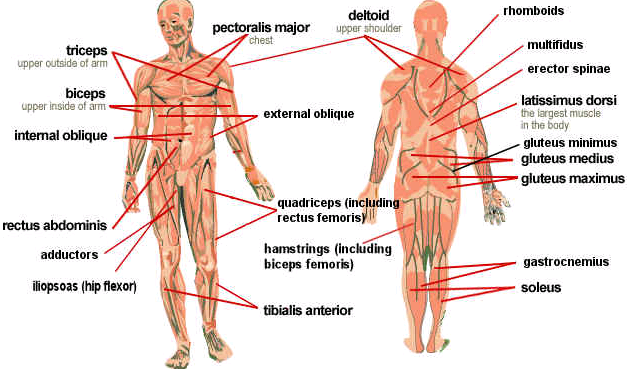 pectoralis major
chest
triceps
upper outside of arm
biceps
upper inside of arm
internal oblique
external oblique
rectus abdominis
adductors
iliopsoas (hip flexor)
quadriceps (including
rectus femoris)
hamstrings (including
biceps femoris)
tibialis anterior
deltoid
upper shoulder
rhomboids
multifidus
erector spinae
latissimus dorsi
the largest muscle
in the body
gluteus minimus
gluteus medius
gluteus maximus
gastrocnemius
soleus